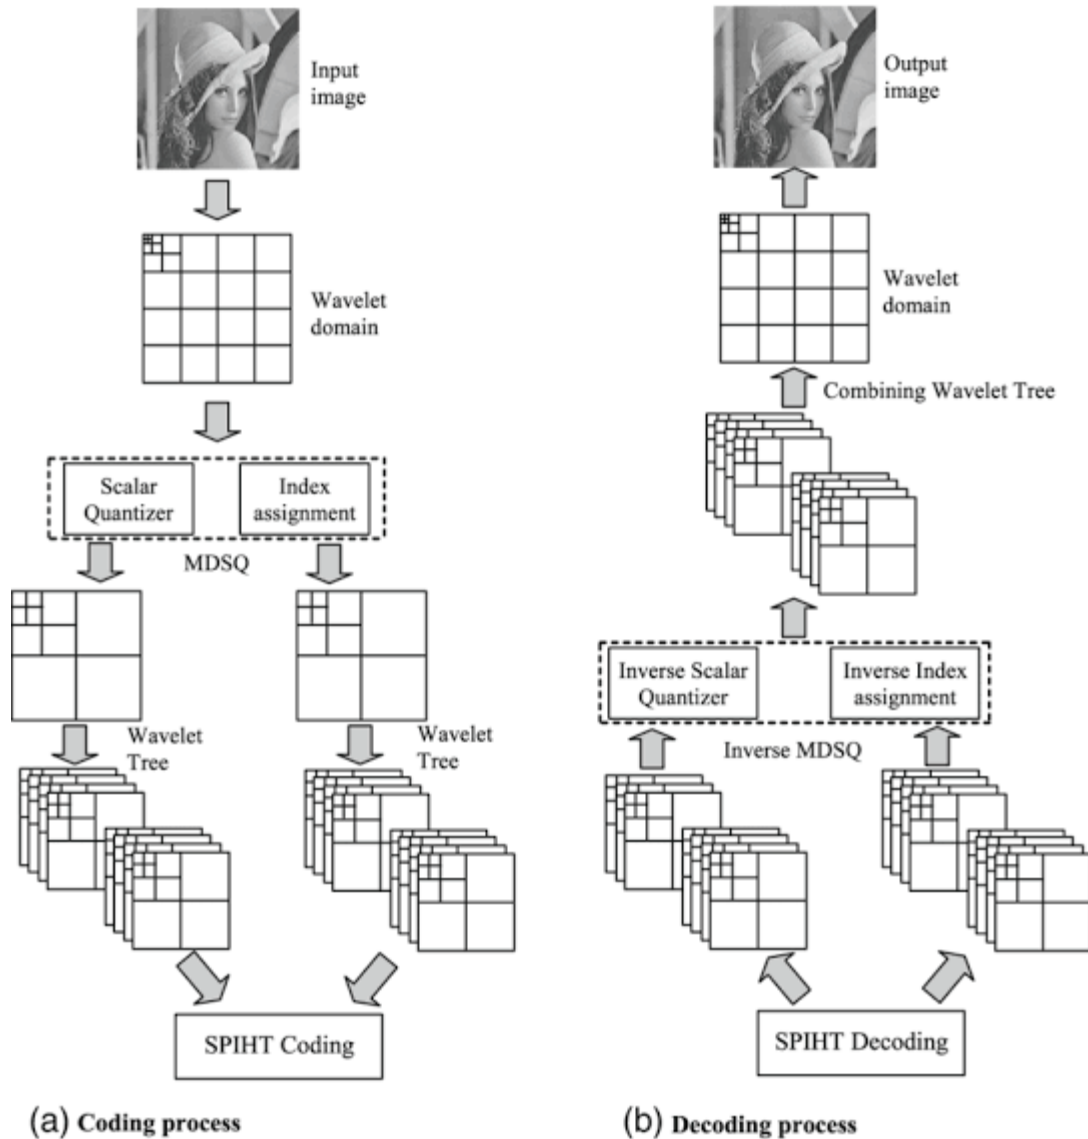 Input
image
Wavelet
domain
Scalar
Quantizer
Index
assignment
MDSQ
Wavelet
Tree
Wavelet
Tree
SPIHT Coding
(a) Coding process
Output
image
Wavelet
domain
Combining Wavelet Tree
Inverse Scalar
Quantizer
Inverse Index
assignment
Inverse MDSQ
SPIHT Decoding
(b) Decoding process